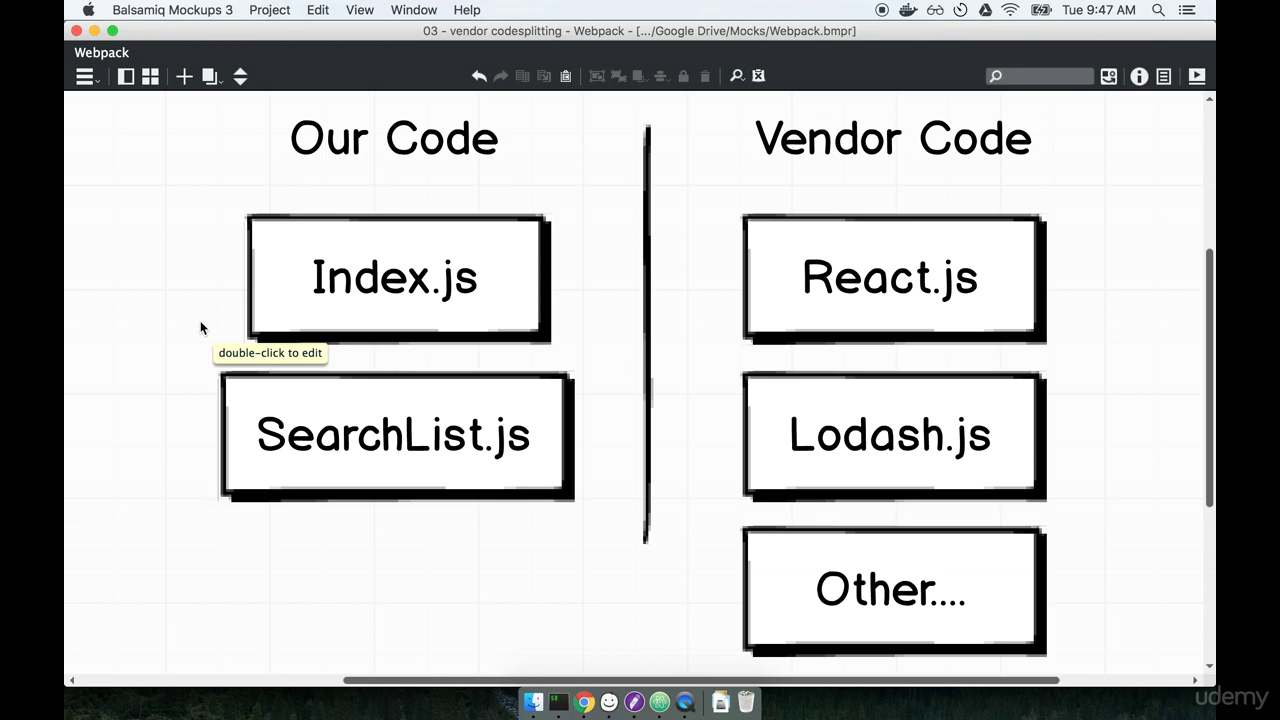 Balsamiq Mockups 3 Project Edit View Window Help Tue 9:47 AM
03 - vendor codesplitting - Webpack - [.../Google Drive/Mocks/Webpack.bmpr]
Webpack
Our Code
Vendor Code
Index.js
React.js
double-click to edit
SearchList.js
Lodash.js
Other....
udemy